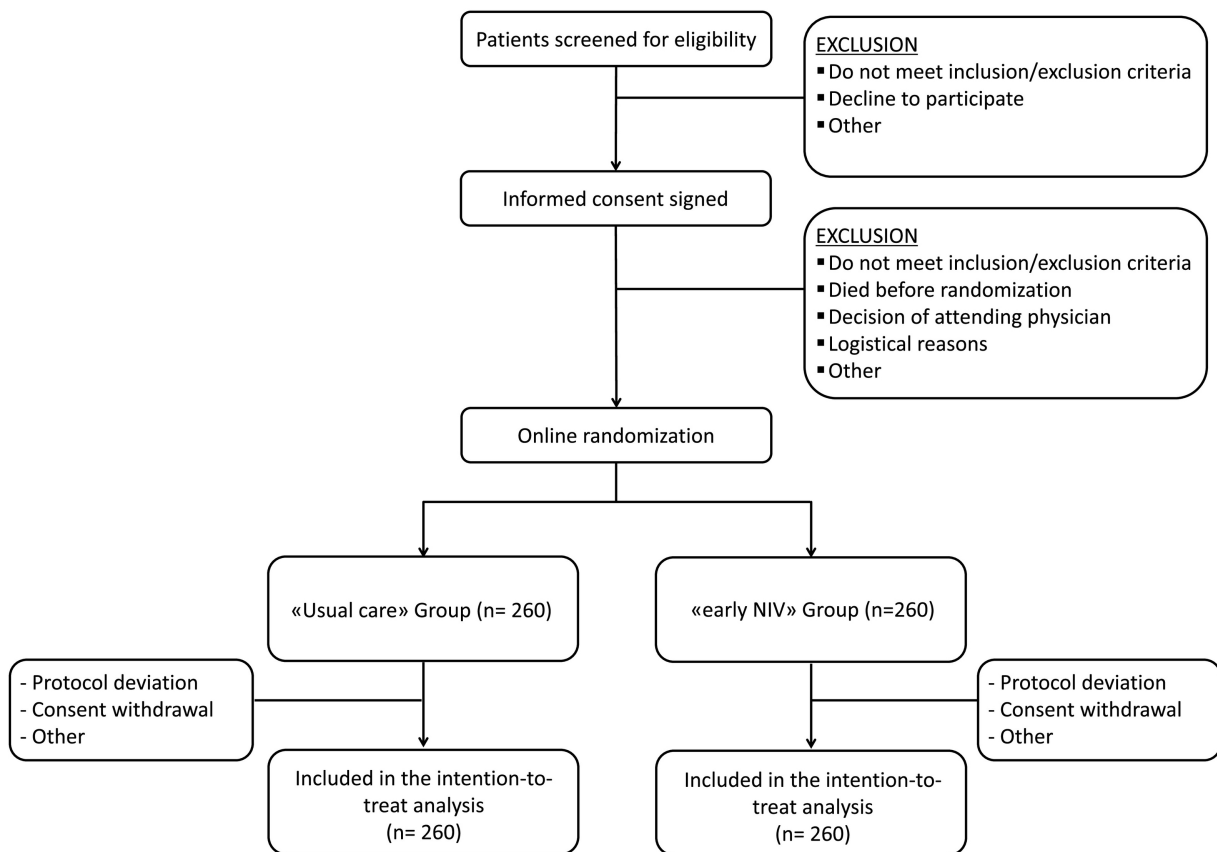 Patients screened for eligibility
EXCLUSION
▪Do not meet inclusion/exclusion criteria
▪Decline to participate
▪Other
Informed consent signed
EXCLUSION
▪Do not meet inclusion/exclusion criteria
▪Died before randomization
▪Decision of attending physician
▪Logistical reasons
▪Other
Online randomization
«Usual care» Group (n= 260)
«early NIV» Group (n=260)
- Protocol deviation
- Consent withdrawal
- Other
- Protocol deviation
- Consent withdrawal
- Other
Included in the intention-to-
treat analysis
(n= 260)
Included in the intention-to-
treat analysis
(n= 260)